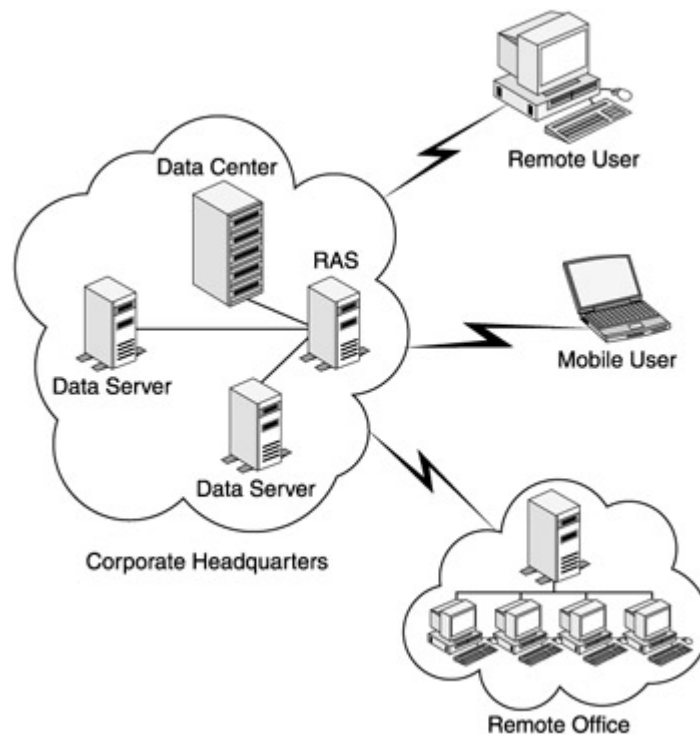 Remote User
Data Center
RAS
Mobile User
Data Server
Data Server
Corporate Headquarters
Remote Office